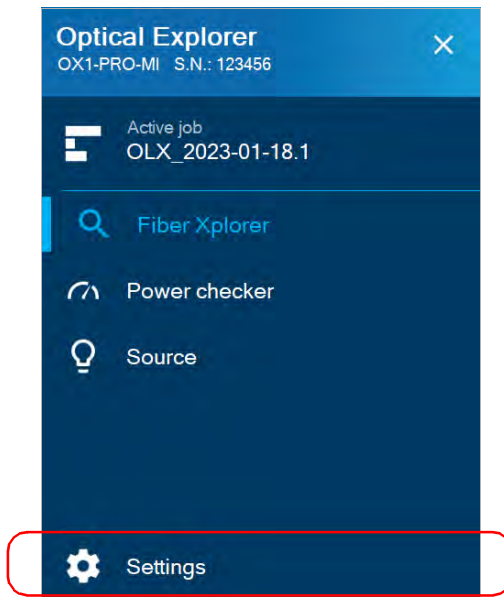 Optical Explorer
OX1-PRO-MI S.N.: 123456
Active job
OLX_2023-01-18.1
Fiber Xplorer
Power checker
Source
Settings